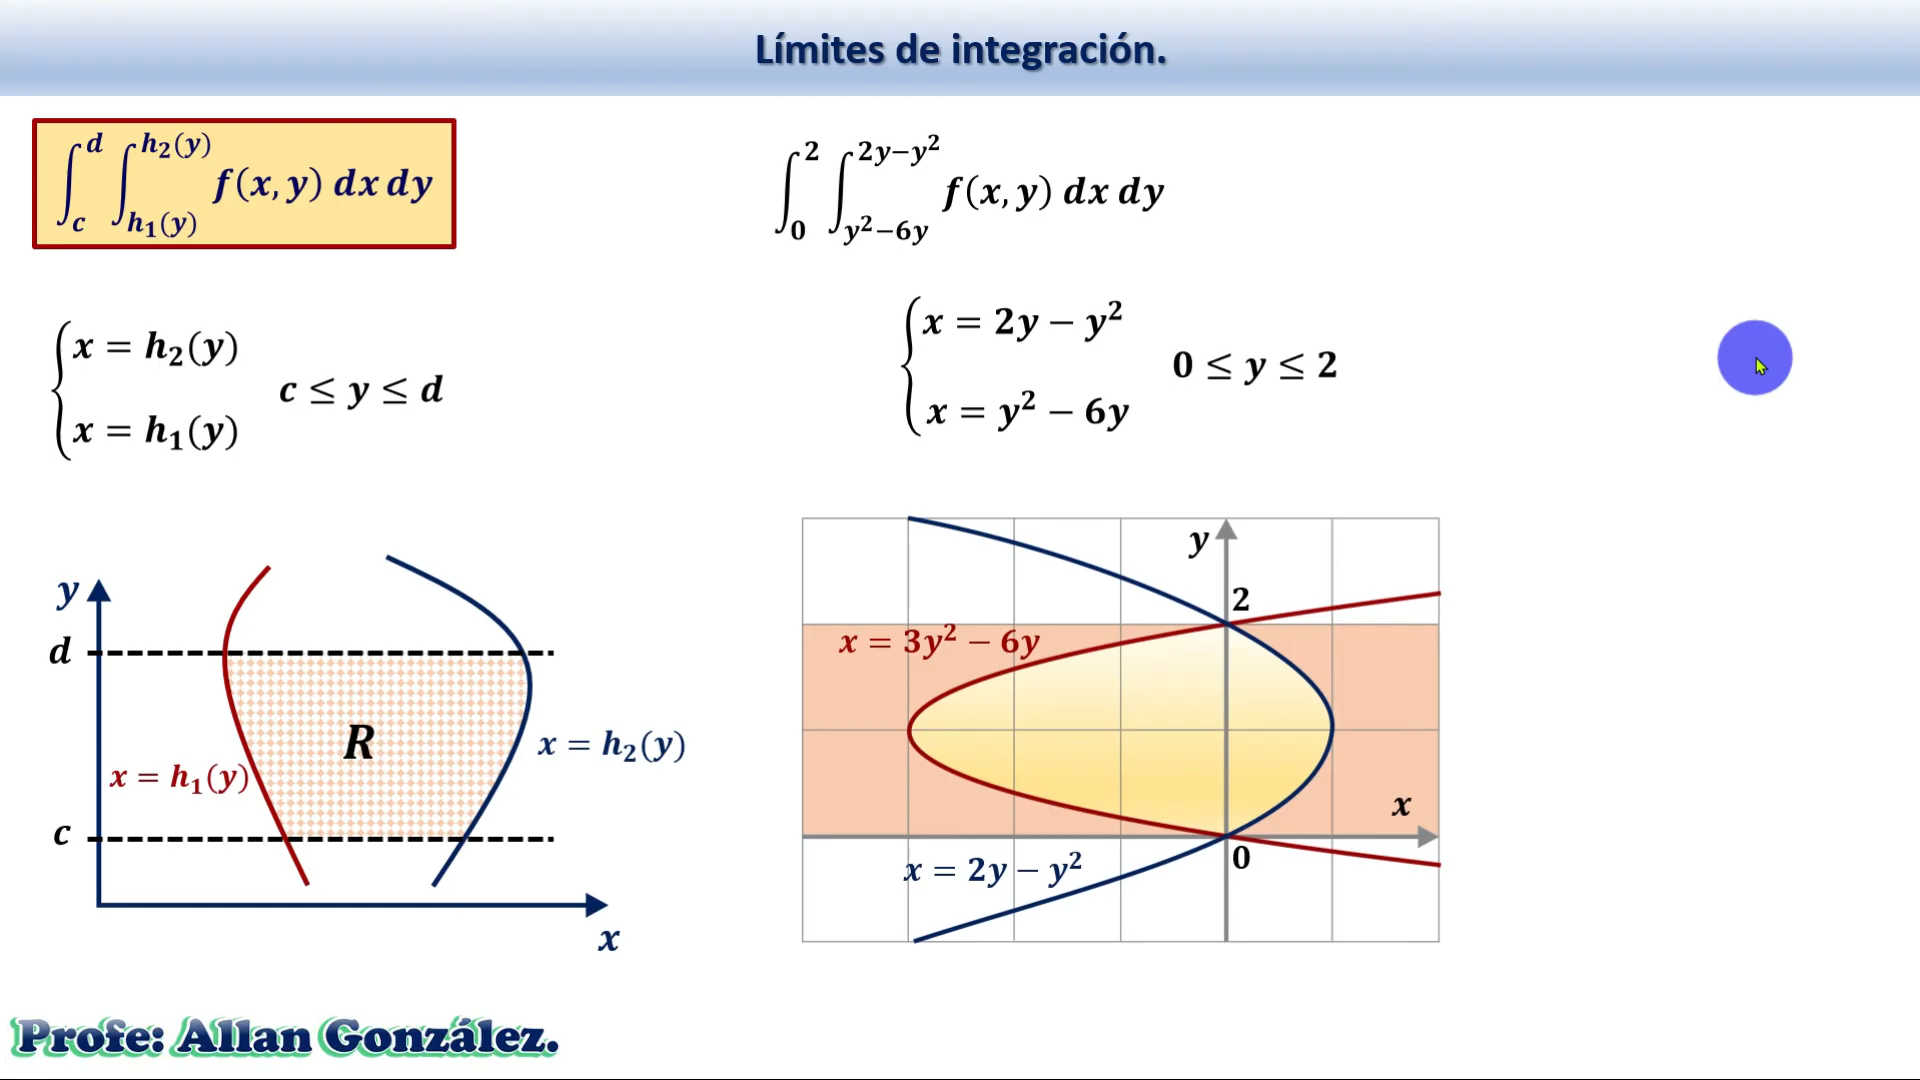 Límites de integración.
∫_c^d ∫_{h₁(y)}^{h₂(y)} f(x, y) dx dy
{ x = h₂(y)
x = h₁(y)
c ≤ y ≤ d
y
d
R
x = h₂(y)
x = h₁(y)
c
x
∫_0^2 ∫_{y²−6y}^{2y−y²} f(x, y) dx dy
{ x = 2y − y²
x = y² − 6y
0 ≤ y ≤ 2
y
2
x = 3y² − 6y
x
0
x = 2y − y²
Profe: Allan González.